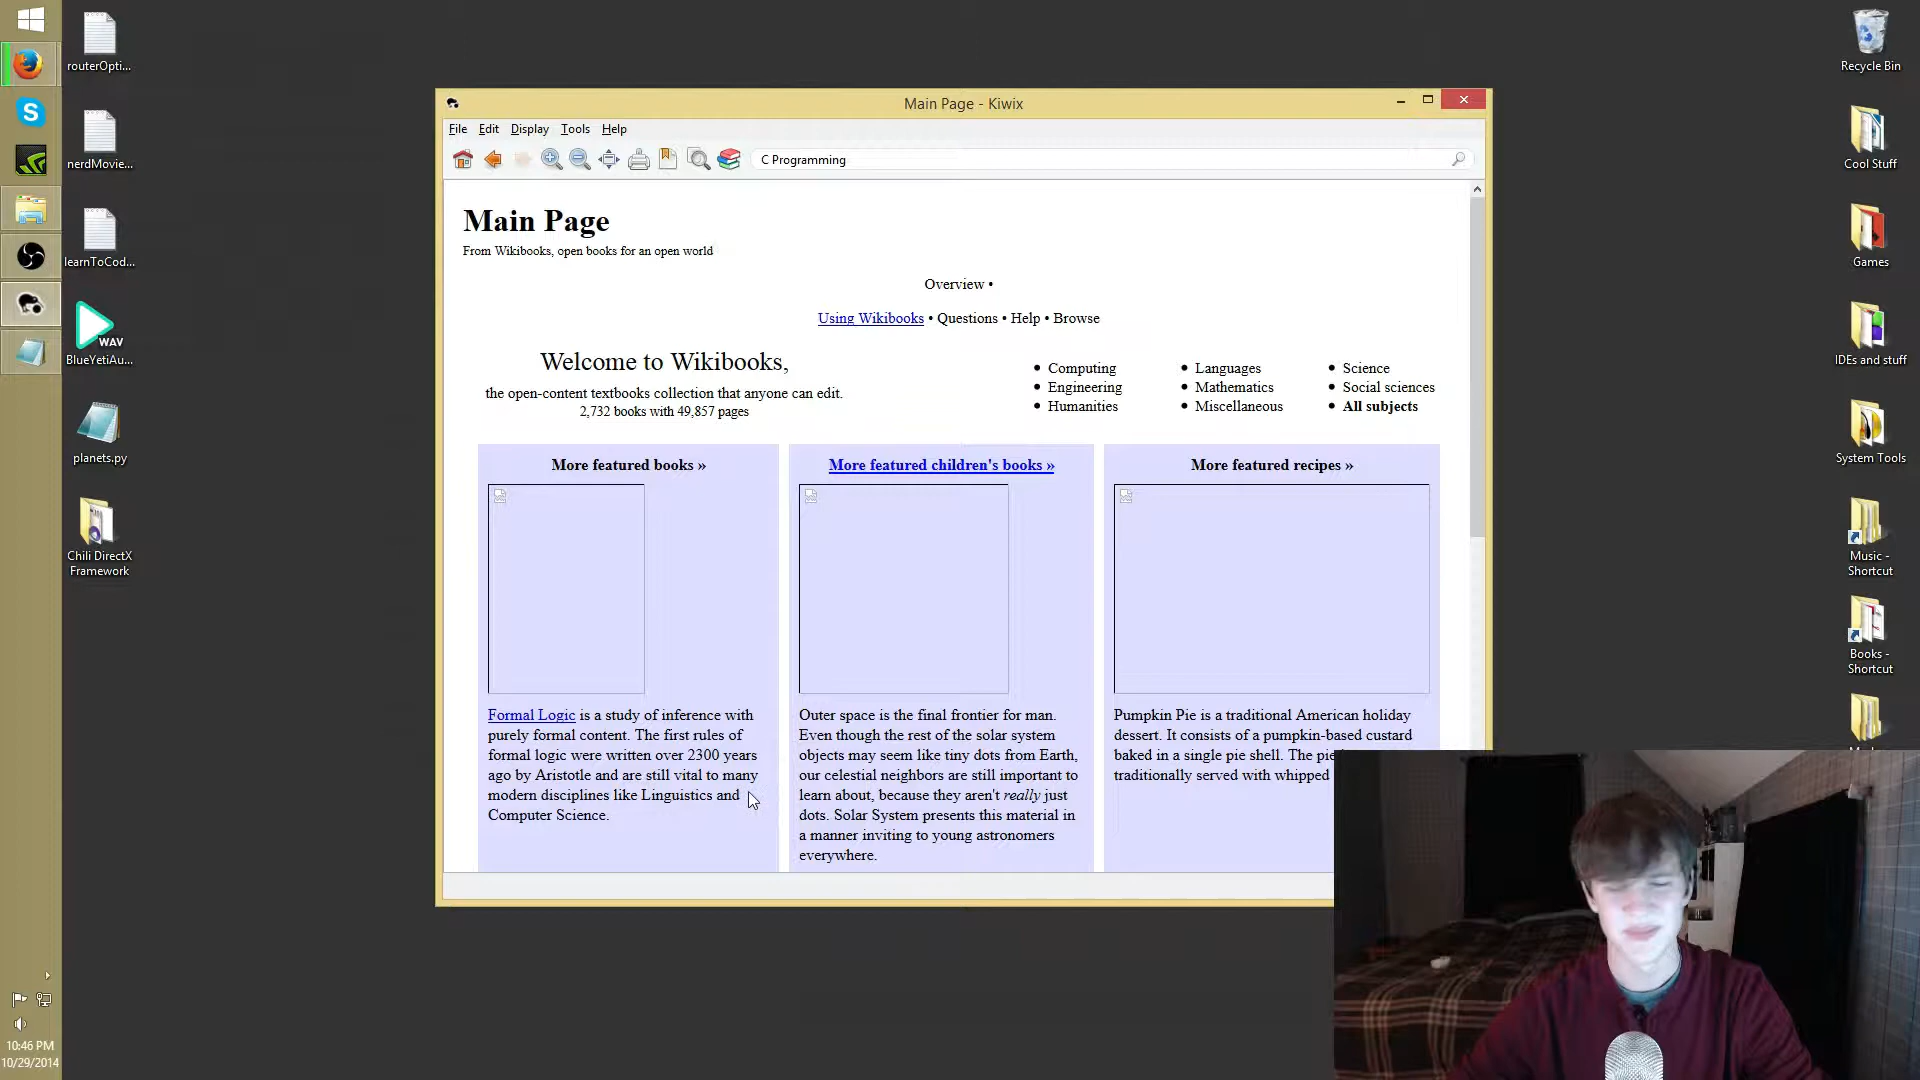 routerOpti...
nerdMovie...
learnToCod...
WAV
BlueYetiAu...
planets.py
Chili DirectX
Framework
10:46 PM
10/29/2014
Main Page - Kiwix
File Edit Display Tools Help
C Programming
Main Page
From Wikibooks, open books for an open world
Overview •
Using Wikibooks • Questions • Help • Browse
Welcome to Wikibooks,
the open-content textbooks collection that anyone can edit.
2,732 books with 49,857 pages
• Computing
• Engineering
• Humanities
• Languages
• Mathematics
• Miscellaneous
• Science
• Social sciences
• All subjects
More featured books »
Formal Logic is a study of inference with
purely formal content. The first rules of
formal logic were written over 2300 years
ago by Aristotle and are still vital to many
modern disciplines like Linguistics and
Computer Science.
More featured children's books »
Outer space is the final frontier for man.
Even though the rest of the solar system
objects may seem like tiny dots from Earth,
our celestial neighbors are still important to
learn about, because they aren't really just
dots. Solar System presents this material in
a manner inviting to young astronomers
everywhere.
More featured recipes »
Pumpkin Pie is a traditional American holiday
dessert. It consists of a pumpkin-based custard
baked in a single pie shell. The pie
traditionally served with whipped
Recycle Bin
Cool Stuff
Games
IDEs and stuff
System Tools
Music -
Shortcut
Books -
Shortcut